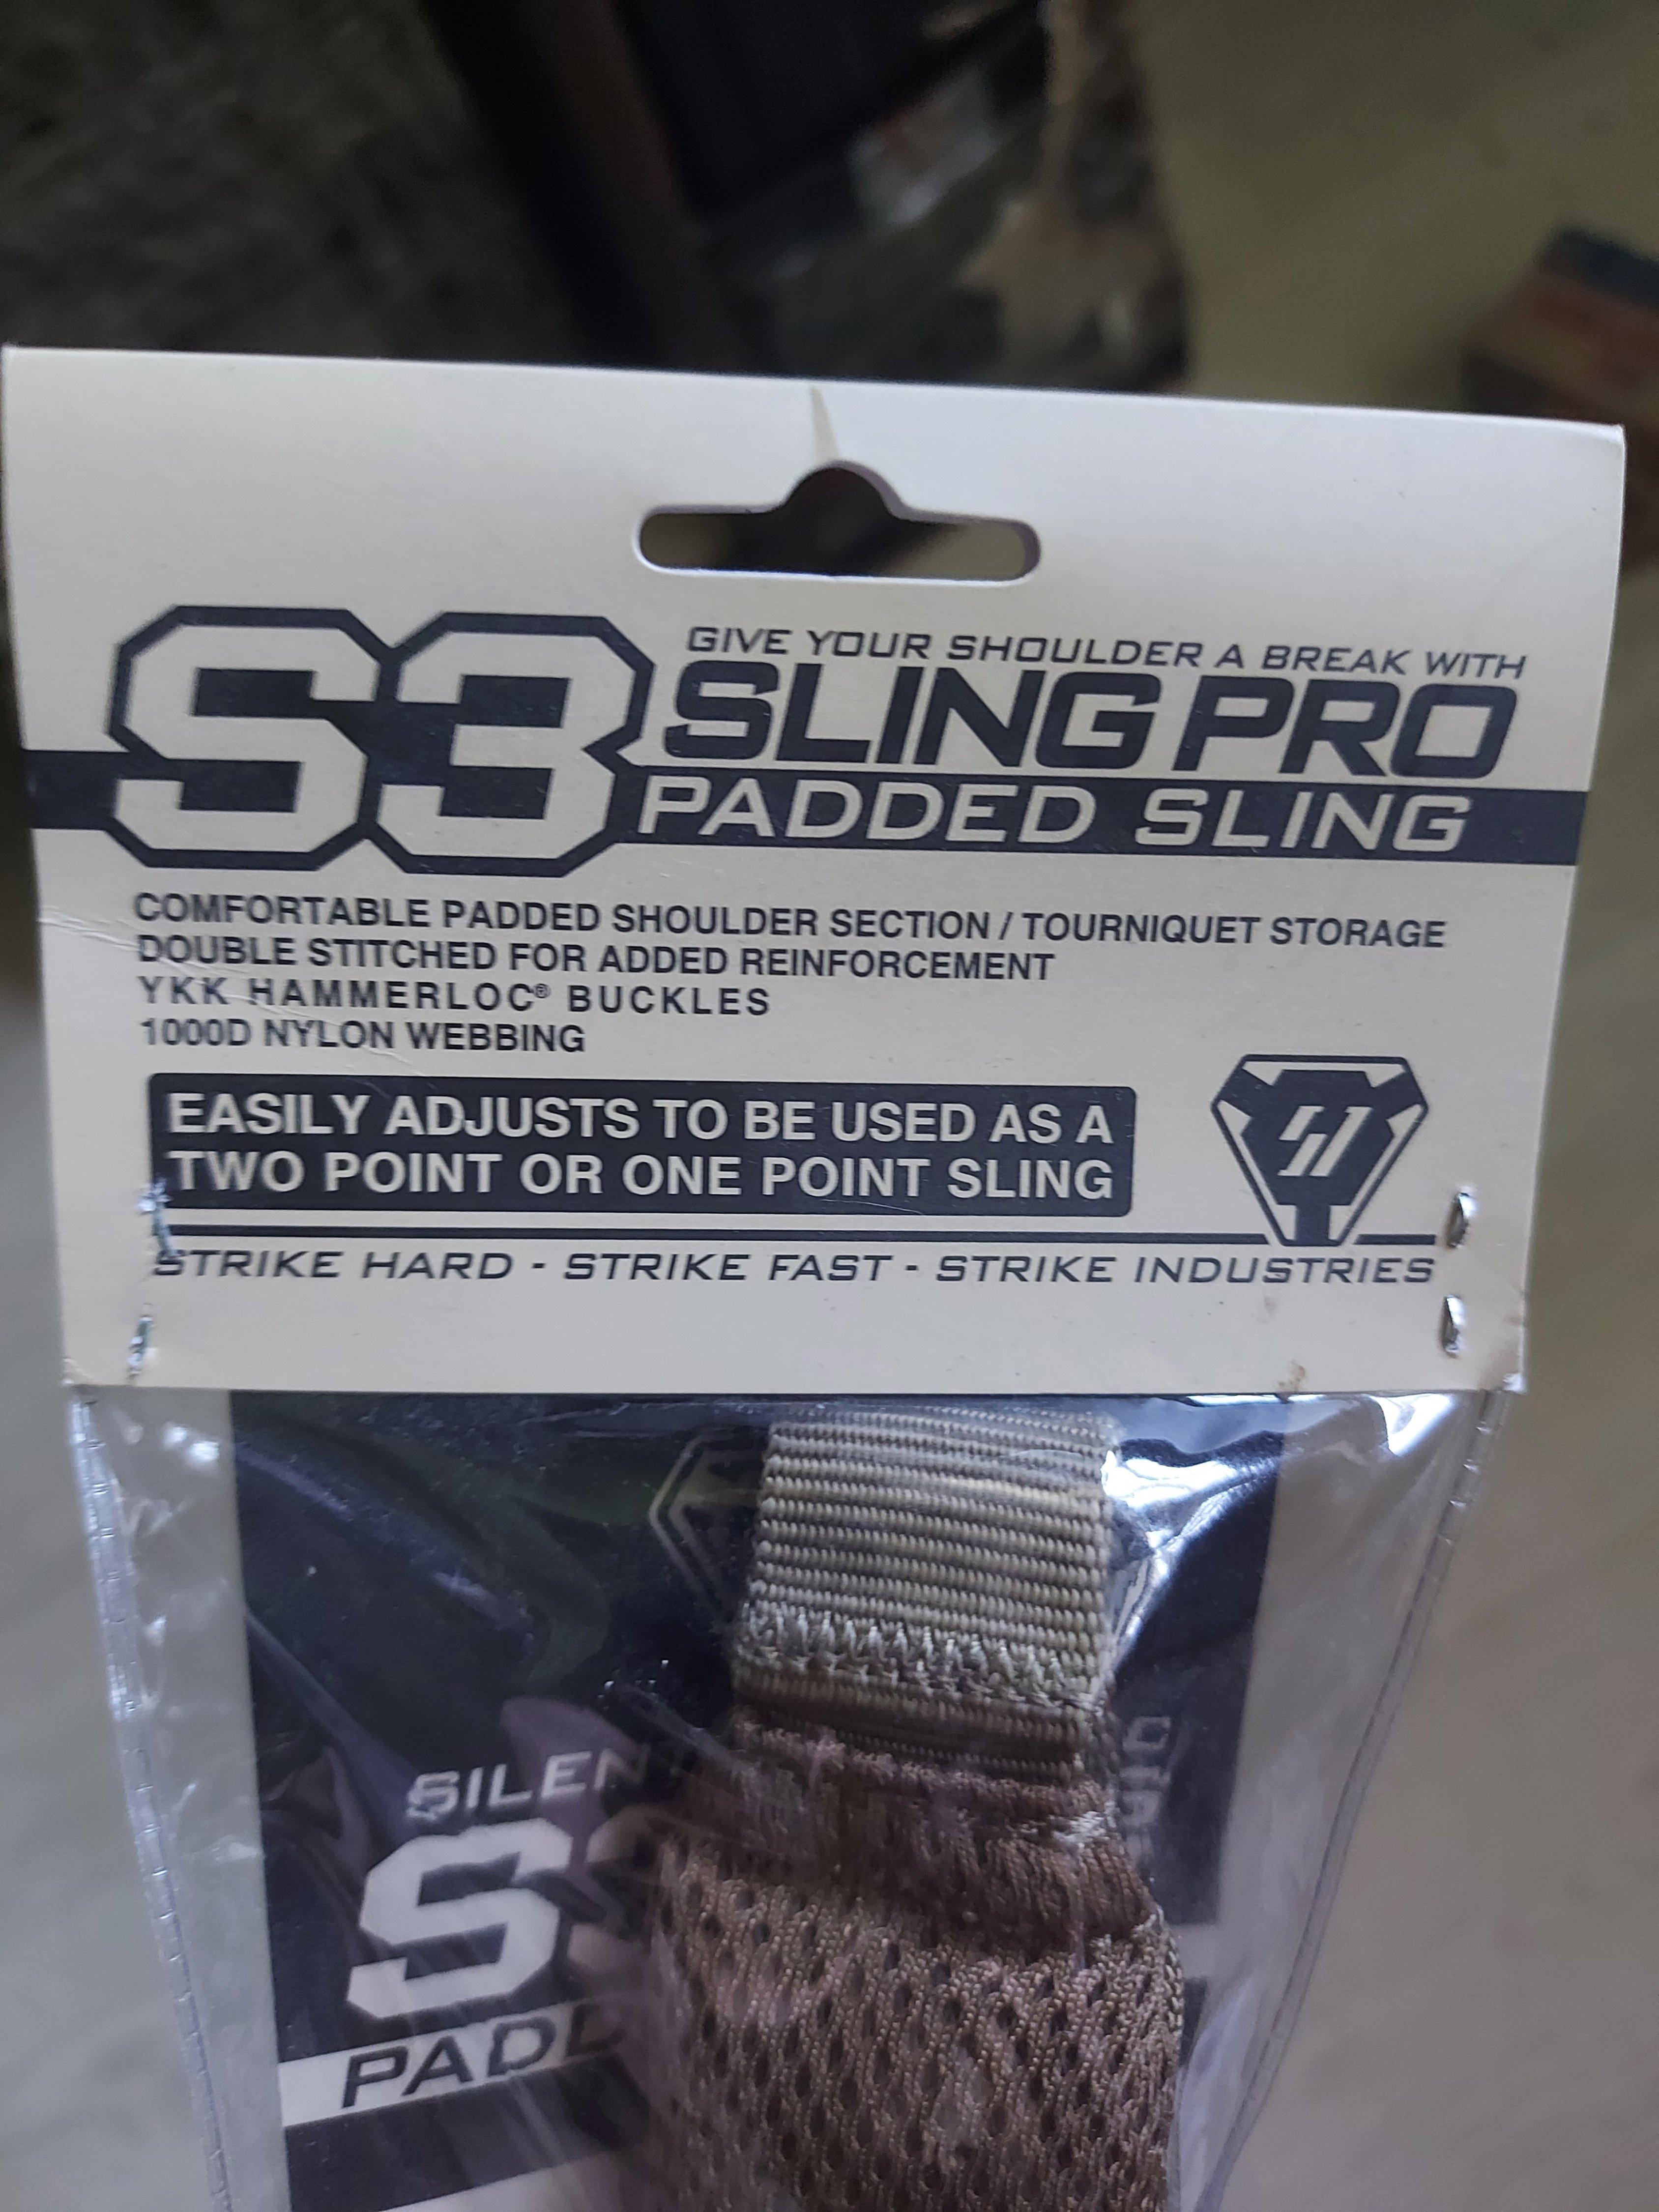 S3
GIVE YOUR SHOULDER A BREAK WITH
SLING PRO
PADDED SLING
COMFORTABLE PADDED SHOULDER SECTION / TOURNIQUET STORAGE
DOUBLE STITCHED FOR ADDED REINFORCEMENT
YKK HAMMERLOC® BUCKLES
1000D NYLON WEBBING
EASILY ADJUSTS TO BE USED AS A
TWO POINT OR ONE POINT SLING
STRIKE HARD - STRIKE FAST - STRIKE INDUSTRIES
SILEN
S
PADD